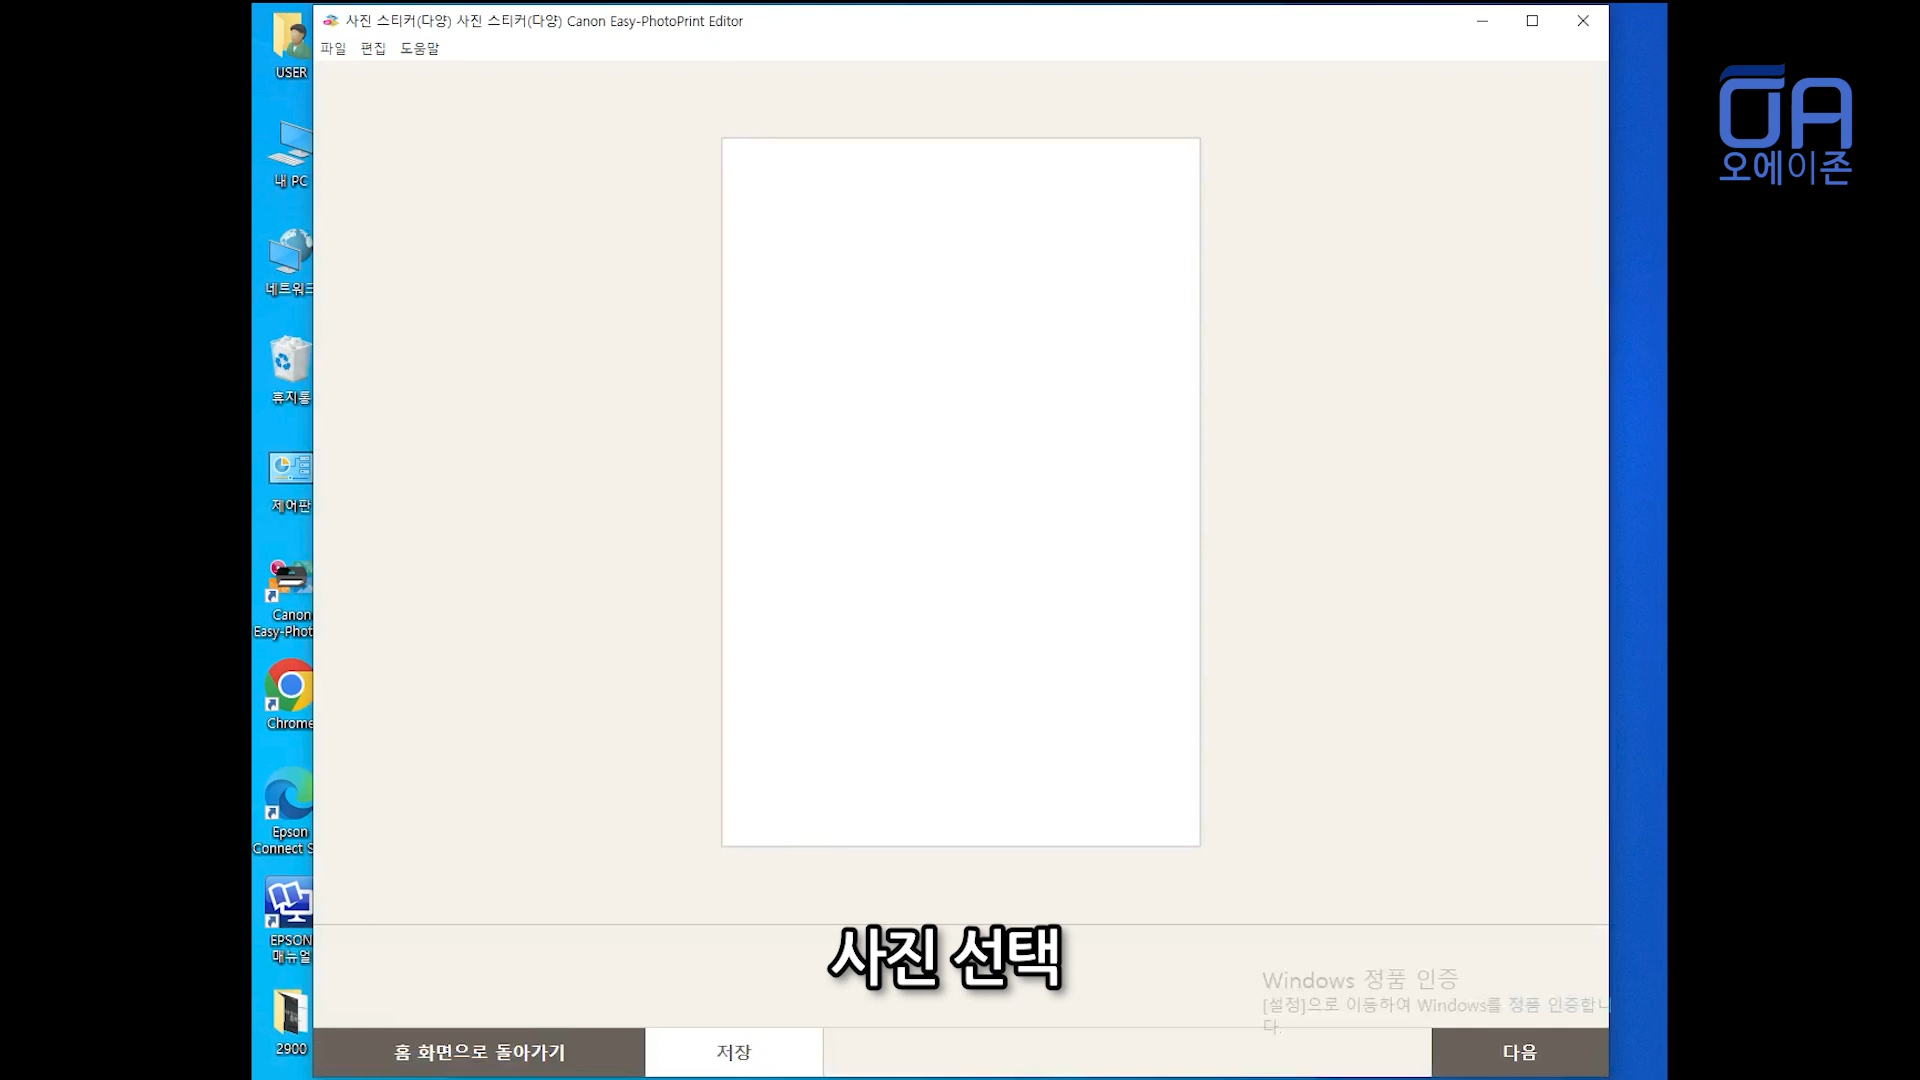 사진 스티커(다양) 사진 스티커(다양) Canon Easy-PhotoPrint Editor
파일 편집 도움말
USER
내 PC
네트워크
휴지통
제어판
Canon
Easy-Phot
Chrome
Epson
Connect S
EPSON
매뉴얼
2900
OA
오에이존
사진 선택
Windows 정품 인증
[설정]으로 이동하여 Windows를 정품 인증합니
다.
홈 화면으로 돌아가기
저장
다음